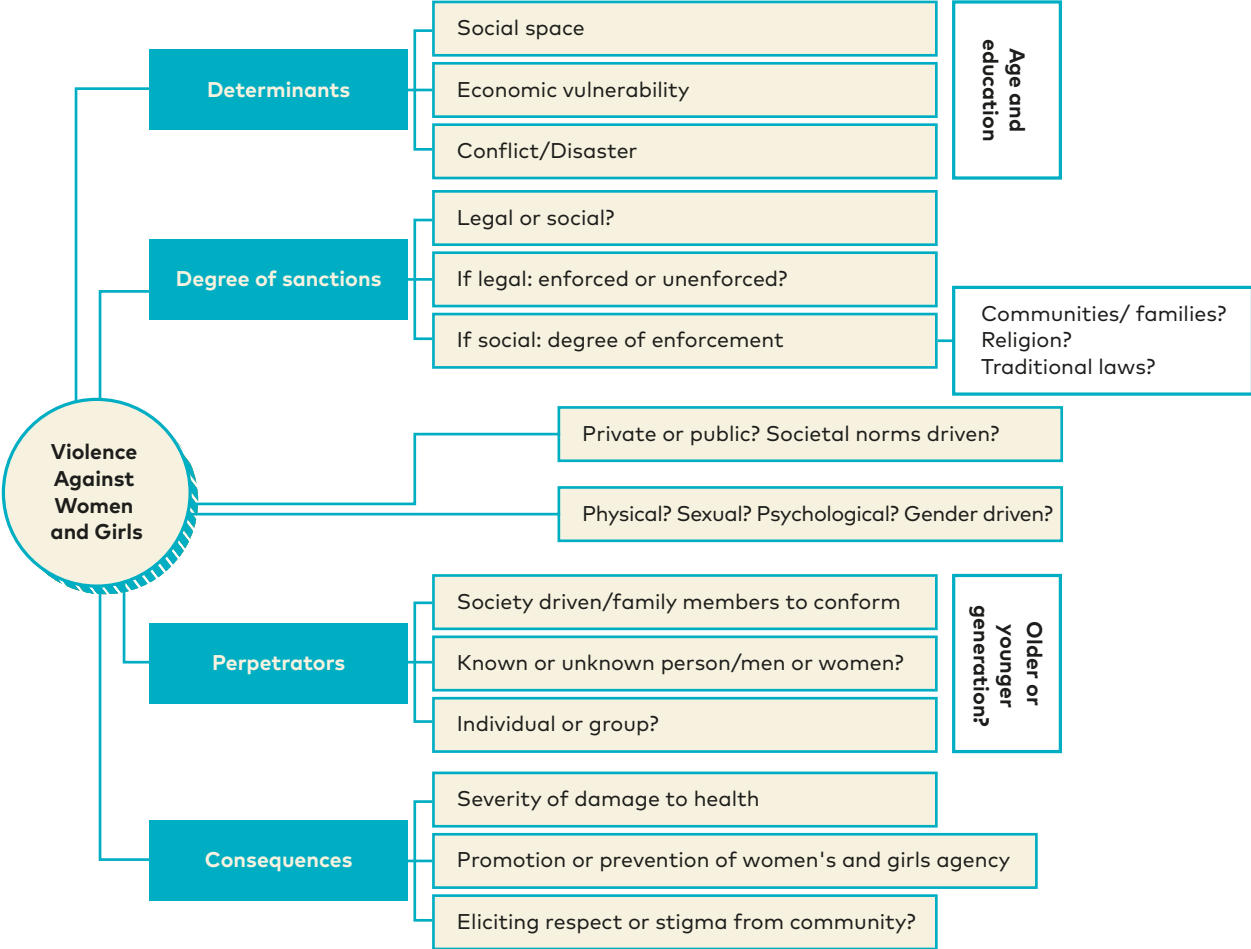 Violence
Against
Women
and Girls
Determinants
Social space
Economic vulnerability
Conflict/Disaster
Age and
education
Degree of sanctions
Legal or social?
If legal: enforced or unenforced?
If social: degree of enforcement
Communities/ families?
Religion?
Traditional laws?
Private or public? Societal norms driven?
Physical? Sexual? Psychological? Gender driven?
Perpetrators
Society driven/family members to conform
Known or unknown person/men or women?
Individual or group?
Older or
younger
generation?
Consequences
Severity of damage to health
Promotion or prevention of women's and girls agency
Eliciting respect or stigma from community?